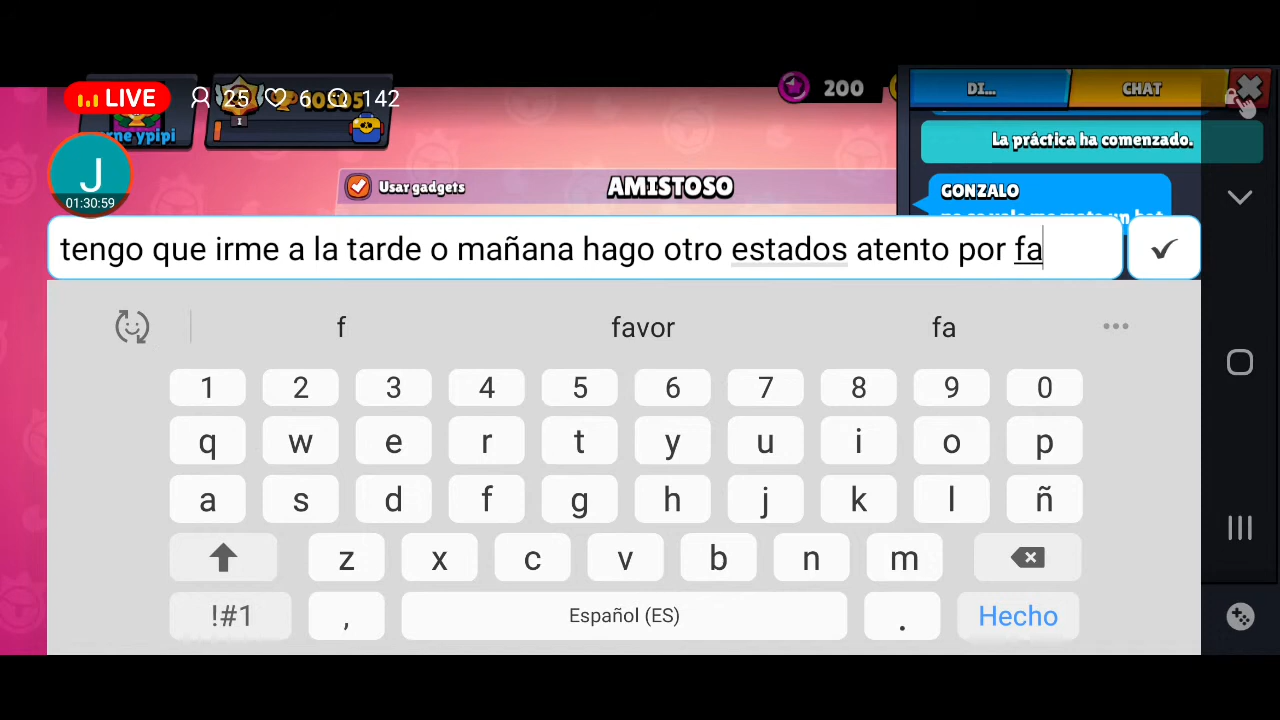 LIVE 25 6 142
200
DI...
CHAT
La práctica ha comenzado.
J
01:30:59
Usar gadgets
AMISTOSO
GONZALO
tengo que irme a la tarde o mañana hago otro estados atento por fa
f favor fa
1 2 3 4 5 6 7 8 9 0
q w e r t y u i o p
a s d f g h j k l ñ
z x c v b n m
!#1 , Español (ES) . Hecho